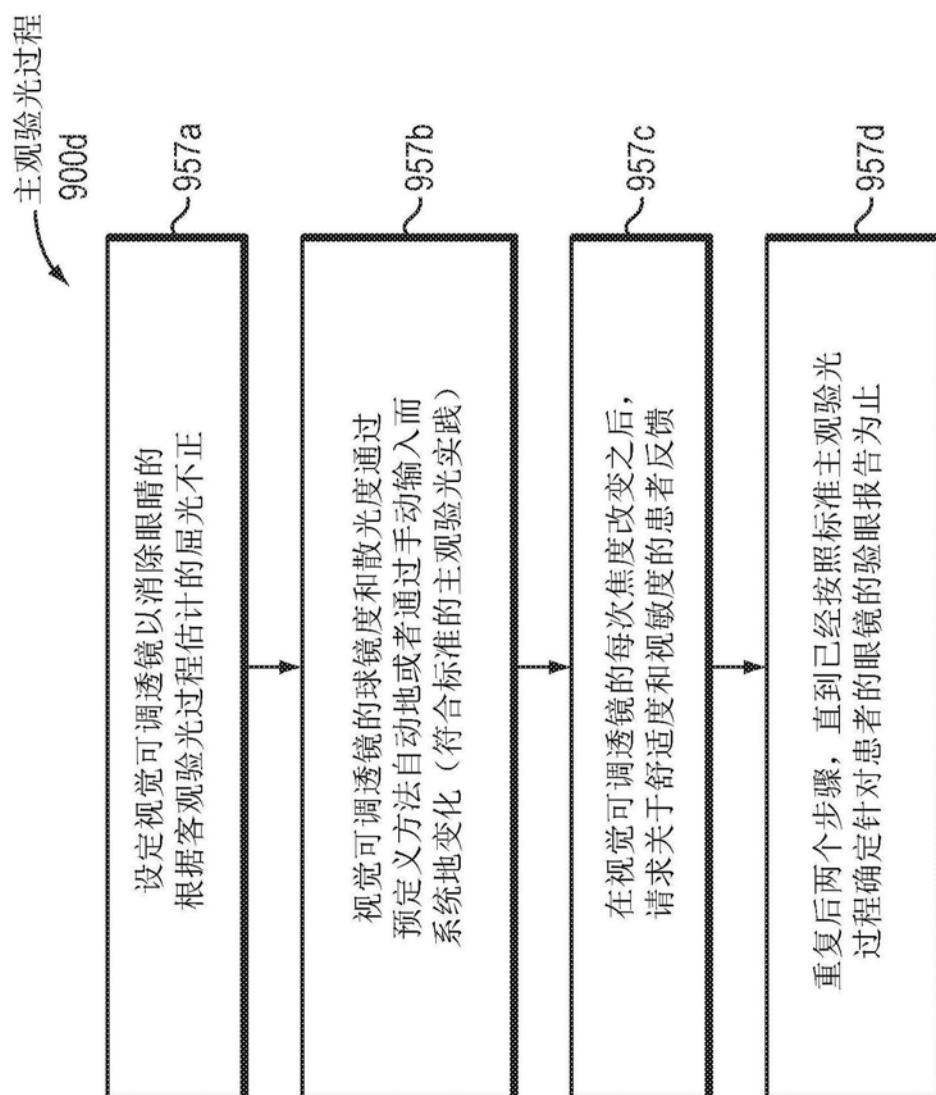 主观验光过程
900d
957a
设定视觉可调透镜以消除眼睛的
根据客观验光过程估计的屈光不正
957b
视觉可调透镜的球镜度和散光度通过
预定义方法自动地或者通过手动输入而
系统地变化（符合标准的主观验光实践）
957c
在视觉可调透镜的每次焦度改变之后，
请求关于舒适度和视敏度的患者反馈
957d
重复后两个步骤，直到已经按照标准主观验光
过程确定针对患者的眼镜的验眼报告为止